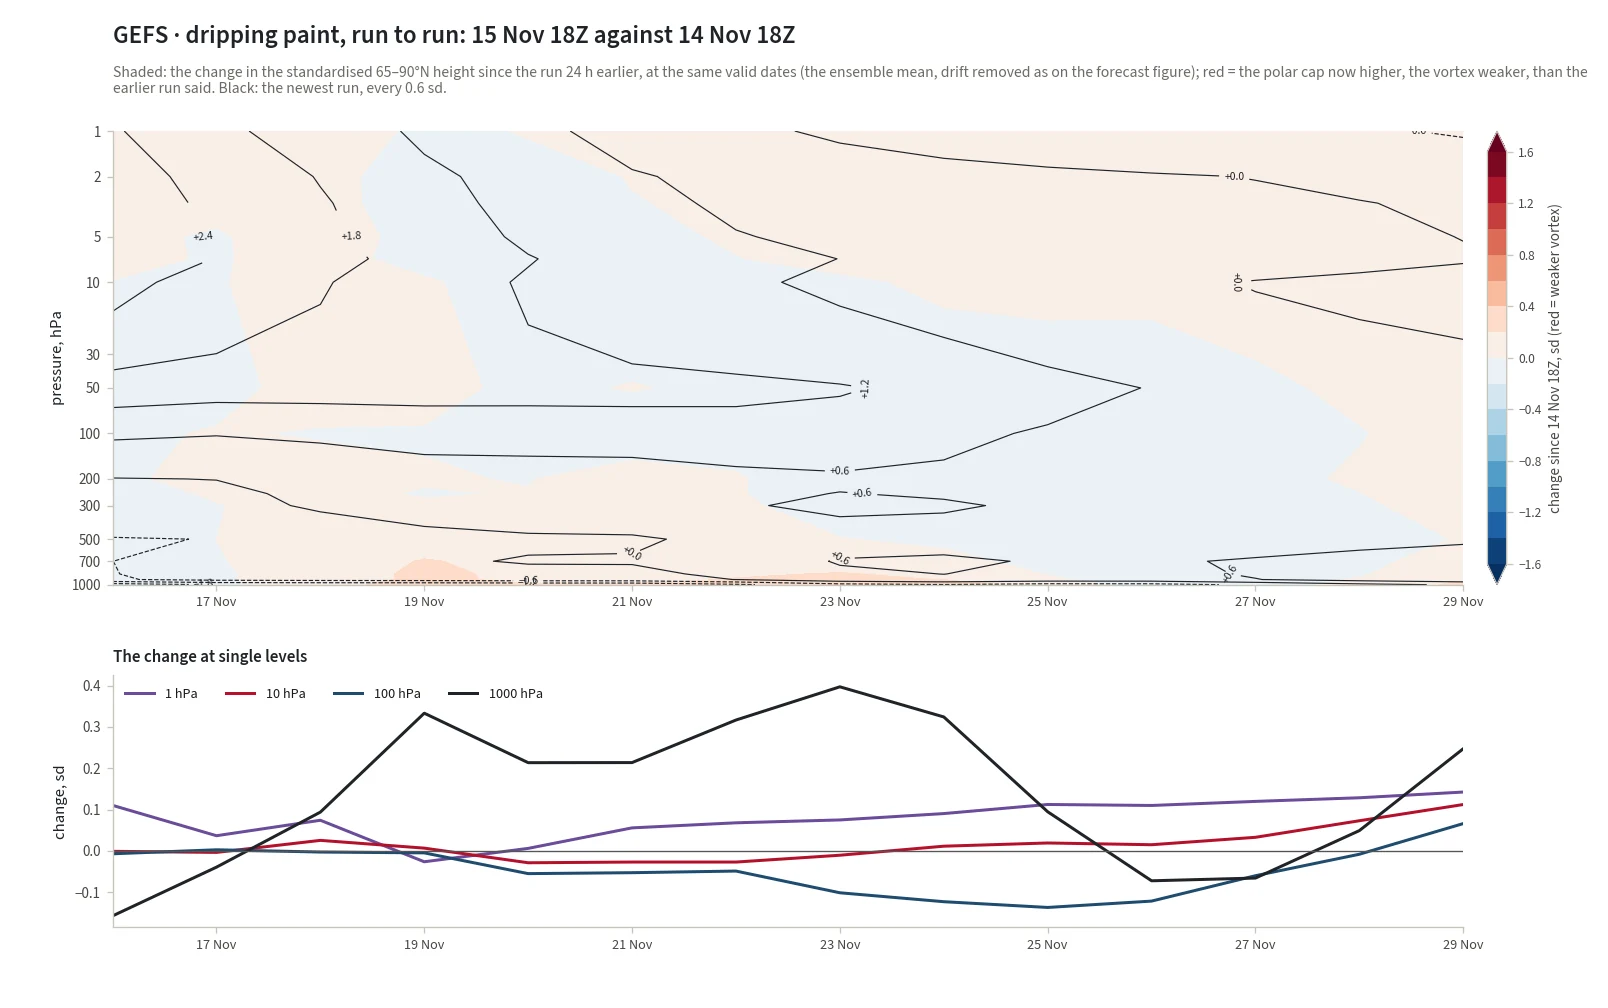 GEFS · dripping paint, run to run: 15 Nov 18Z against 14 Nov 18Z
Shaded: the change in the standardised 65–90°N height since the run 24 h earlier, at the same valid dates (the ensemble mean, drift removed as on the forecast figure); red = the polar cap now higher, the vortex weaker, than the
earlier run said. Black: the newest run, every 0.6 sd.
pressure, hPa
1
2
5
10
30
50
100
200
300
500
700
1000
+2.4
+1.8
+1.2
+0.6
+0.6
+0.0
+0.6
+0.0
+0.0
+0.6
−0.6
17 Nov
19 Nov
21 Nov
23 Nov
25 Nov
27 Nov
29 Nov
1.6
1.2
0.8
0.4
0.0
−0.4
−0.8
−1.2
−1.6
change since 14 Nov 18Z, sd (red = weaker vortex)
The change at single levels
1 hPa
10 hPa
100 hPa
1000 hPa
change, sd
0.4
0.3
0.2
0.1
0.0
−0.1
17 Nov
19 Nov
21 Nov
23 Nov
25 Nov
27 Nov
29 Nov